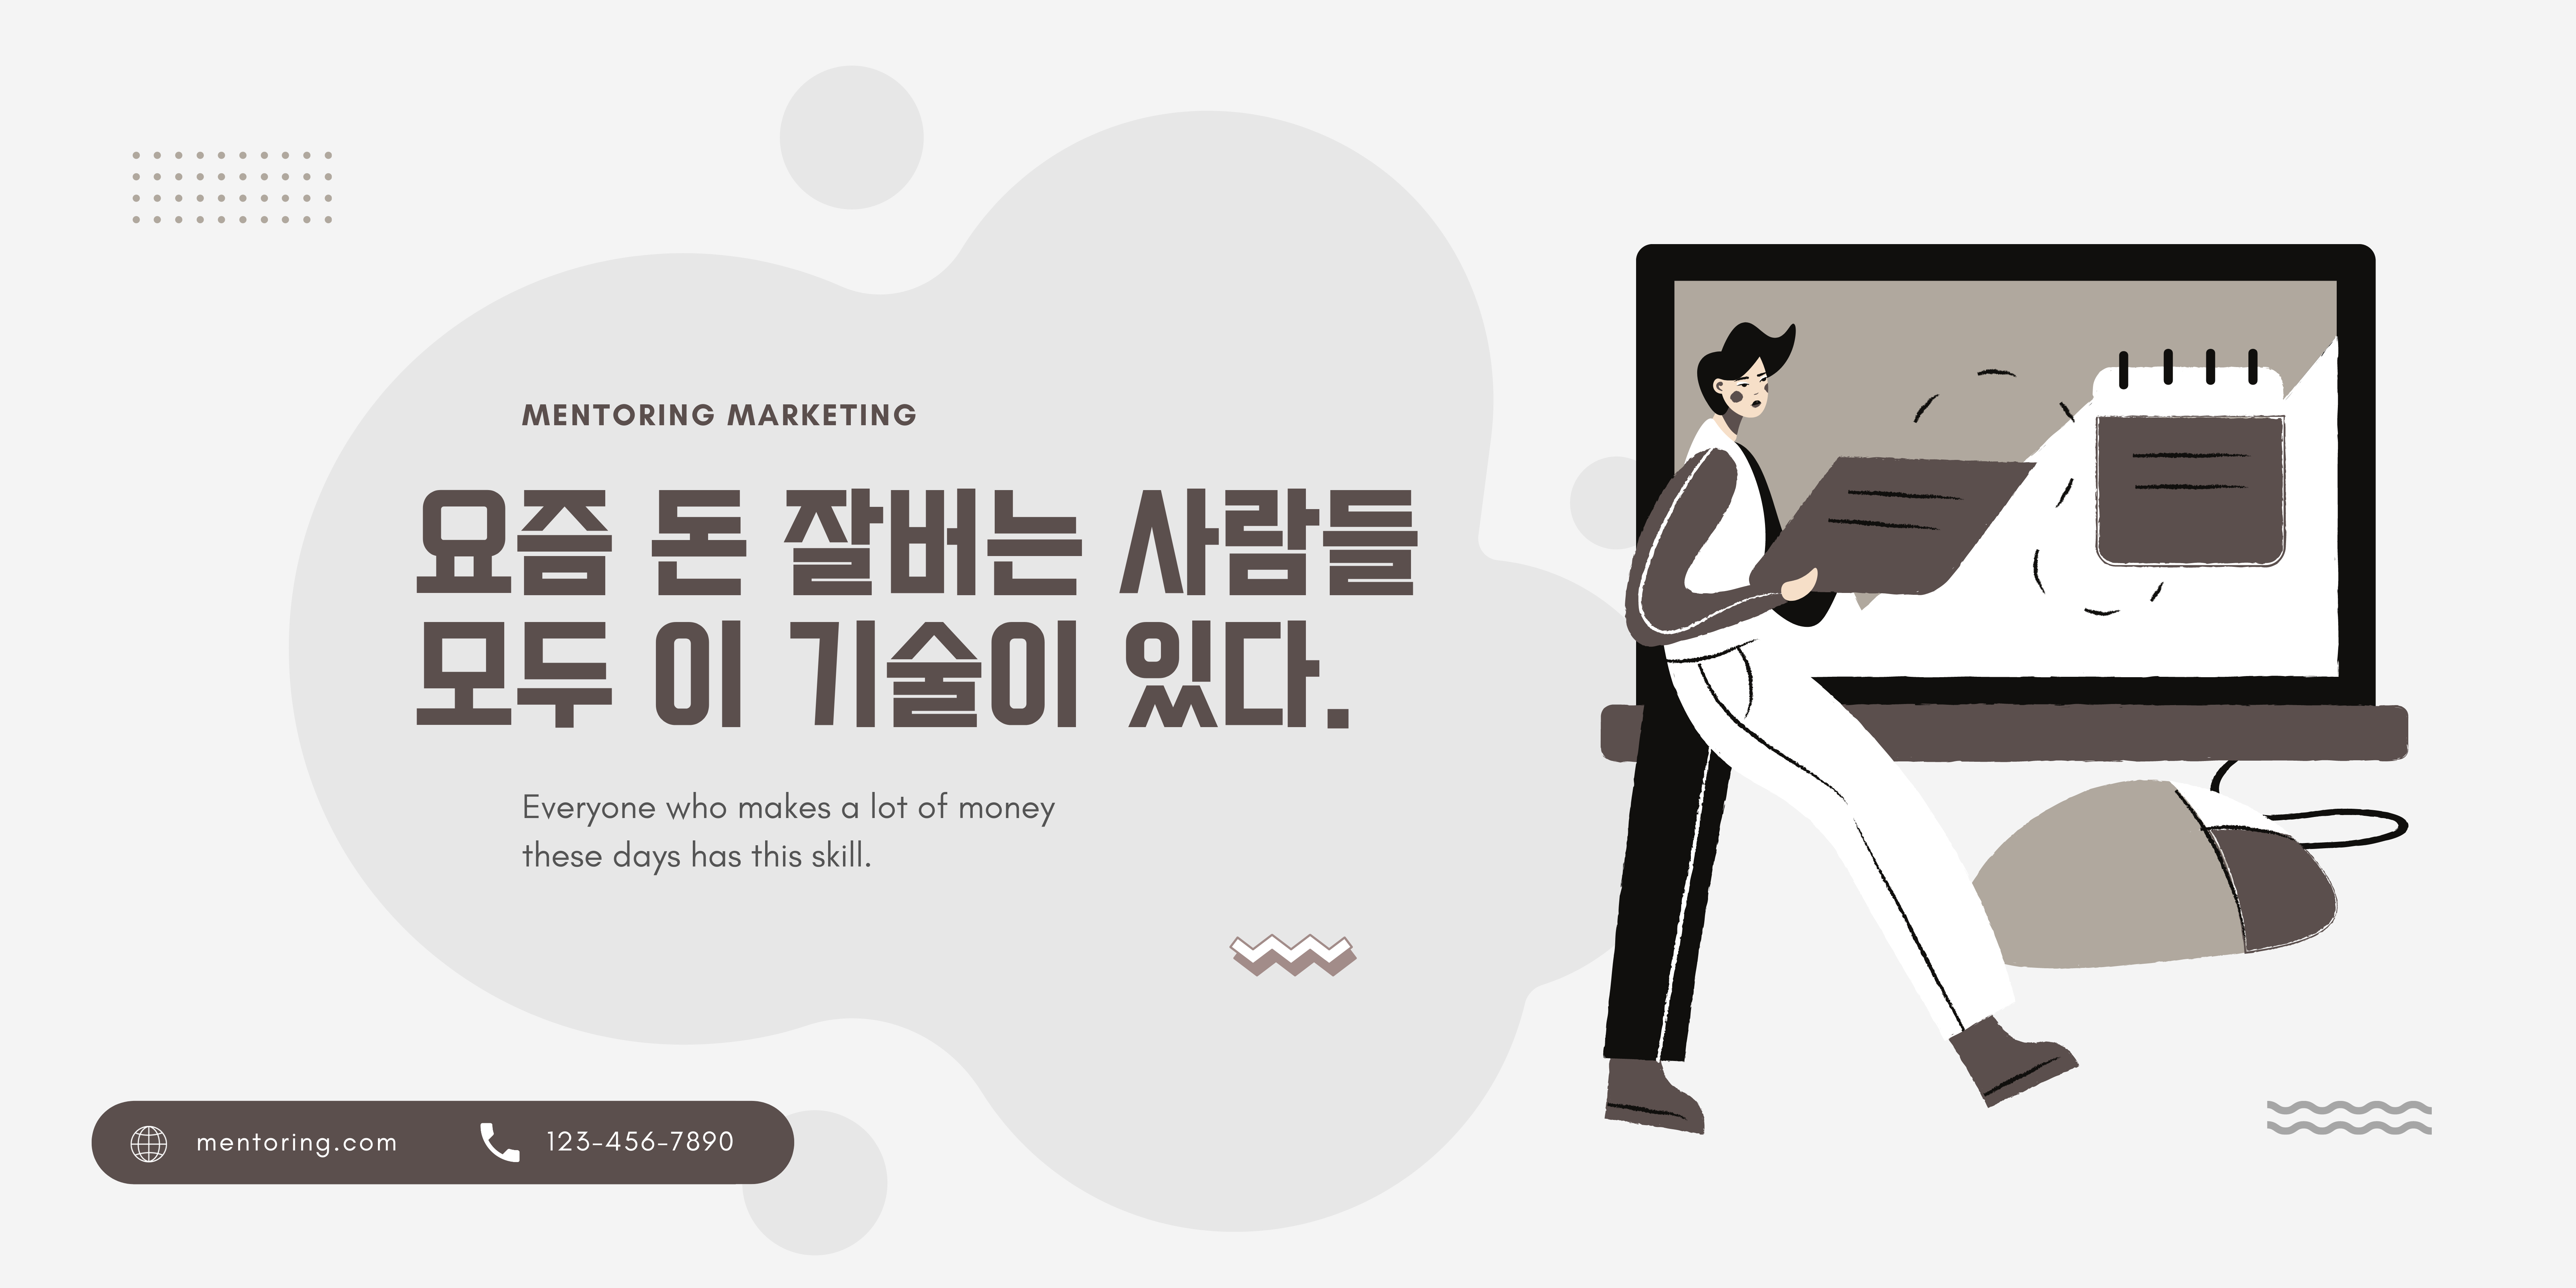 MENTORING MARKETING
요즘 돈 잘버는 사람들
모두 이 기술이 있다.
Everyone who makes a lot of money
these days has this skill.
mentoring.com
123-456-7890